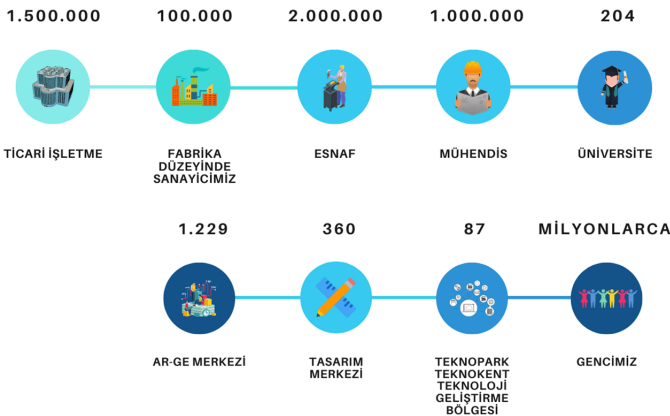 1.500.000
100.000
2.000.000
1.000.000
204
TİCARİ İŞLETME
FABRİKA
DÜZEYİNDE
SANAYİCİMİZ
ESNAF
MÜHENDİS
ÜNİVERSİTE
1.229
360
87
MİLYONLARCA
AR-GE MERKEZİ
TASARIM
MERKEZİ
TEKNOPARK
TEKNOKENT
TEKNOLOJİ
GELİŞTİRME
BÖLGESİ
GENCİMİZ